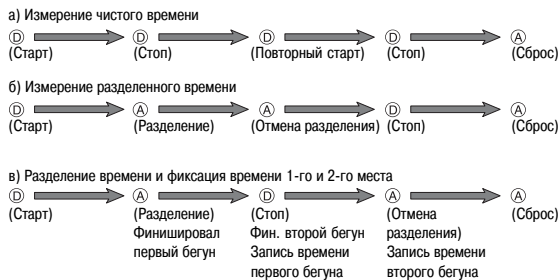 а) Измерение чистого времени
Ⓓ Ⓓ Ⓓ Ⓓ Ⓐ
(Старт) (Стоп) (Повторный старт) (Стоп) (Сброс)
б) Измерение разделенного времени
Ⓓ Ⓐ Ⓐ Ⓓ Ⓐ
(Старт) (Разделение) (Отмена разделения) (Стоп) (Сброс)
в) Разделение времени и фиксация времени 1-го и 2-го места
Ⓓ Ⓐ Ⓓ Ⓐ Ⓐ
(Старт) (Разделение) (Стоп) (Отмена (Сброс)
Финишировал Фин. второй бегун разделения)
первый бегун Запись времени Запись времени
первого бегуна второго бегуна